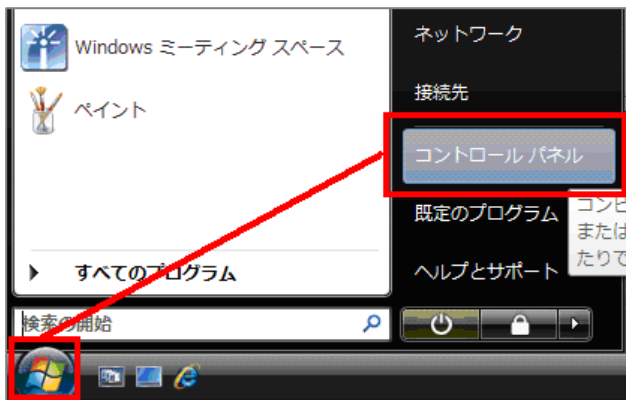 Windows ミーティング スペース
ペイント
すべてのプログラム
検索の開始
ネットワーク
接続先
コントロール パネル
既定のプログラム
ヘルプとサポート
コンピ
または
たりで